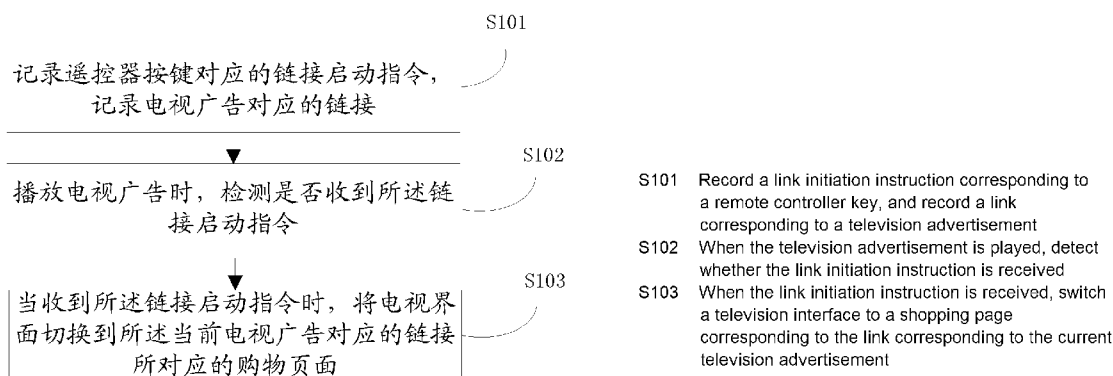 S101
记录遥控器按键对应的链接启动指令，
记录电视广告对应的链接
S102
播放电视广告时，检测是否收到所述链
接启动指令
S103
当收到所述链接启动指令时，将电视界
面切换到所述当前电视广告对应的链接
所对应的购物页面
S101 Record a link initiation instruction corresponding to
a remote controller key, and record a link
corresponding to a television advertisement
S102 When the television advertisement is played, detect
whether the link initiation instruction is received
S103 When the link initiation instruction is received, switch
a television interface to a shopping page
corresponding to the link corresponding to the current
television advertisement